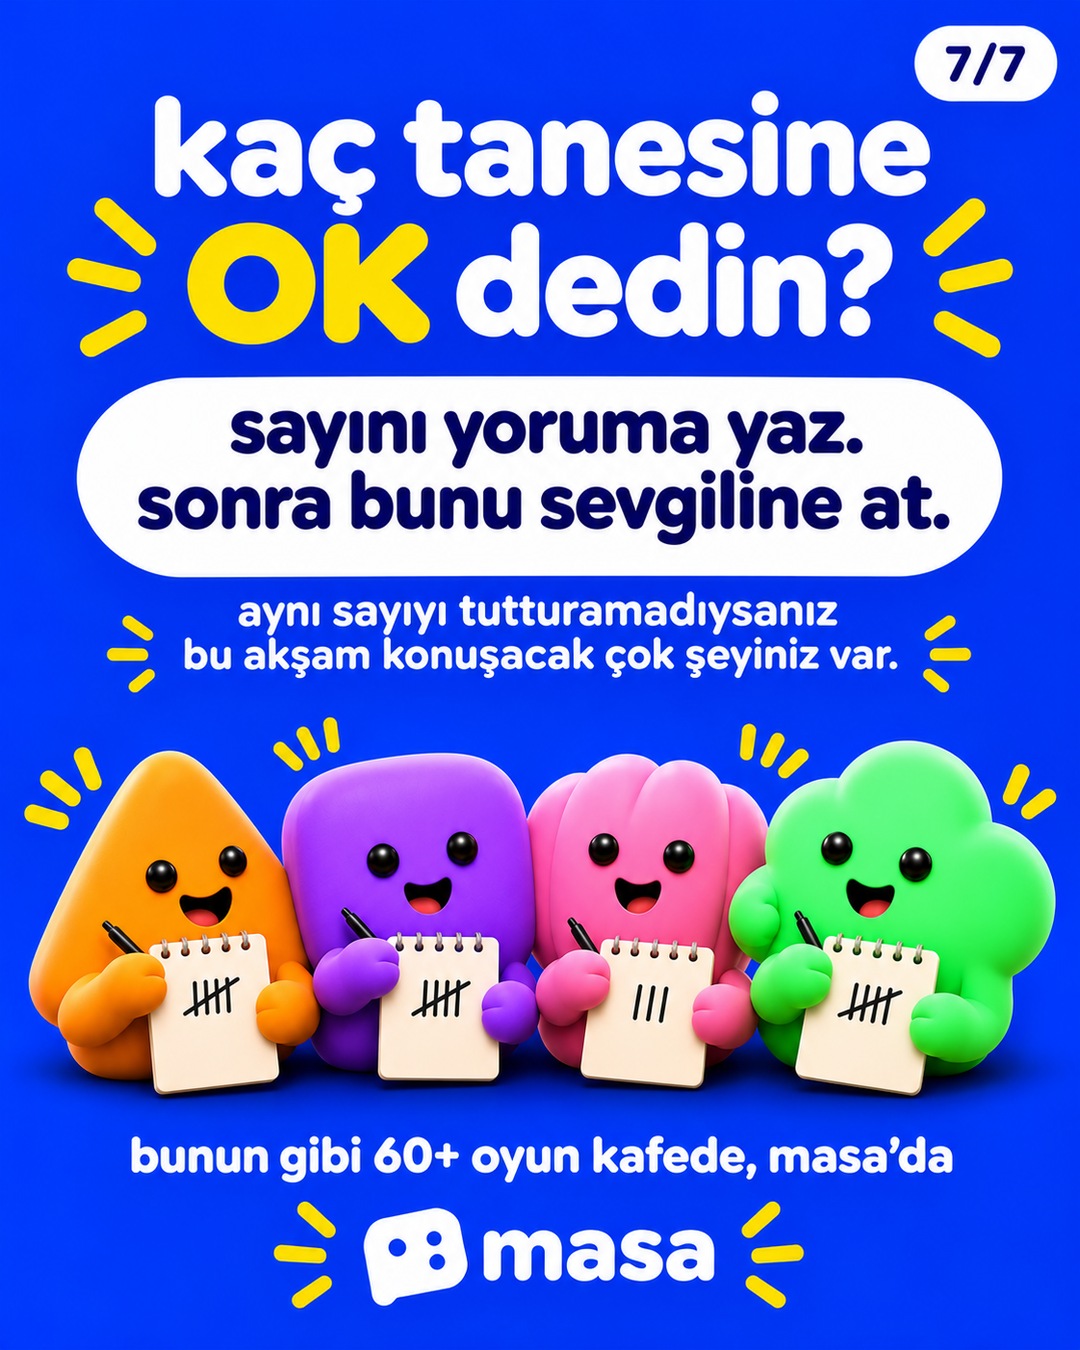 7/7
kaç tanesine
OK dedin?
sayını yoruma yaz.
sonra bunu sevgiline at.
aynı sayıyı tutturamadıysanız
bu akşam konuşacak çok şeyiniz var.
bunun gibi 60+ oyun kafede, masa’da
masa